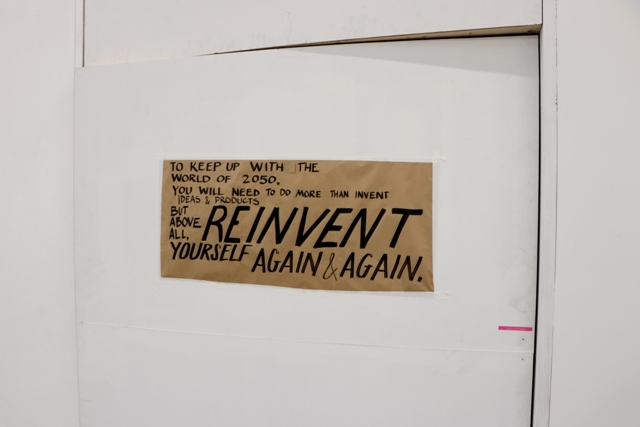 TO KEEP UP WITH THE
WORLD OF 2050.
YOU WILL NEED TO DO MORE THAN INVENT
IDEAS & PRODUCTS
BUT
ABOVE
ALL,
REINVENT
YOURSELF AGAIN & AGAIN.